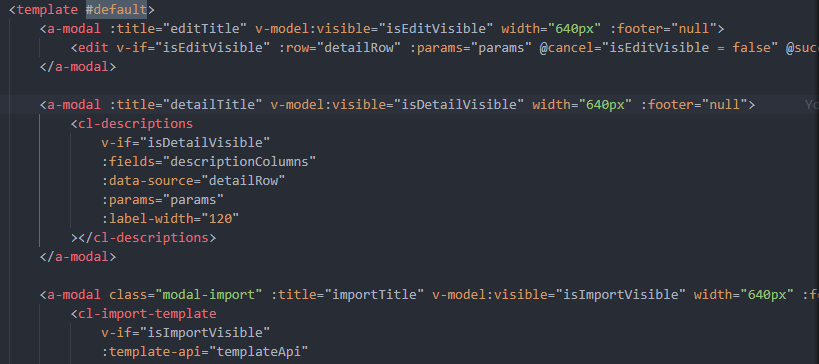 <template #default>
<a-modal :title="editTitle" v-model:visible="isEditVisible" width="640px" :footer="null">
<edit v-if="isEditVisible" :row="detailRow" :params="params" @cancel="isEditVisible = false" @suc
</a-modal>
<a-modal :title="detailTitle" v-model:visible="isDetailVisible" width="640px" :footer="null">
<cl-descriptions
v-if="isDetailVisible"
:fields="descriptionColumns"
:data-source="detailRow"
:params="params"
:label-width="120"
></cl-descriptions>
</a-modal>
<a-modal class="modal-import" :title="importTitle" v-model:visible="isImportVisible" width="640px" :fo
<cl-import-template
v-if="isImportVisible"
:template-api="templateApi"